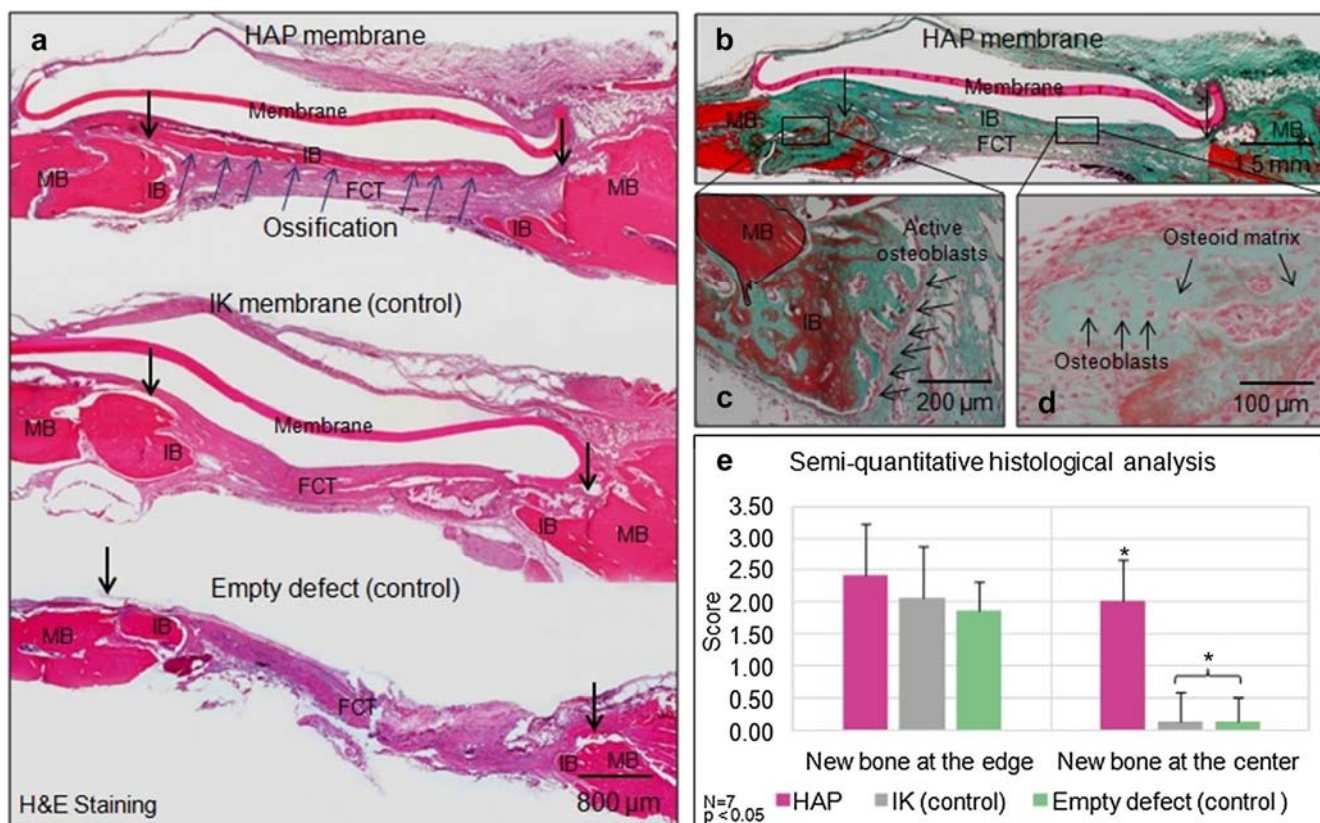 a
HAP membrane
Membrane
IB
MB
IB
FCT
MB
Ossification
IB
IK membrane (control)
Membrane
MB
IB
FCT
IB
MB
Empty defect (control)
MB
IB
FCT
IB
MB
800 µm
H&E Staining
b
HAP membrane
MB
IB
FCT
MB
1.5 mm
MB
Active
osteoblasts
IB
c
200 µm
Osteoid matrix
Osteoblasts
d
100 µm
e
Semi-quantitative histological analysis
3.50
3.00
2.50
2.00
1.50
1.00
0.50
0.00
Score
*
*
New bone at the edge
New bone at the center
N=7
p <0.05
HAP
IK (control)
Empty defect (control )